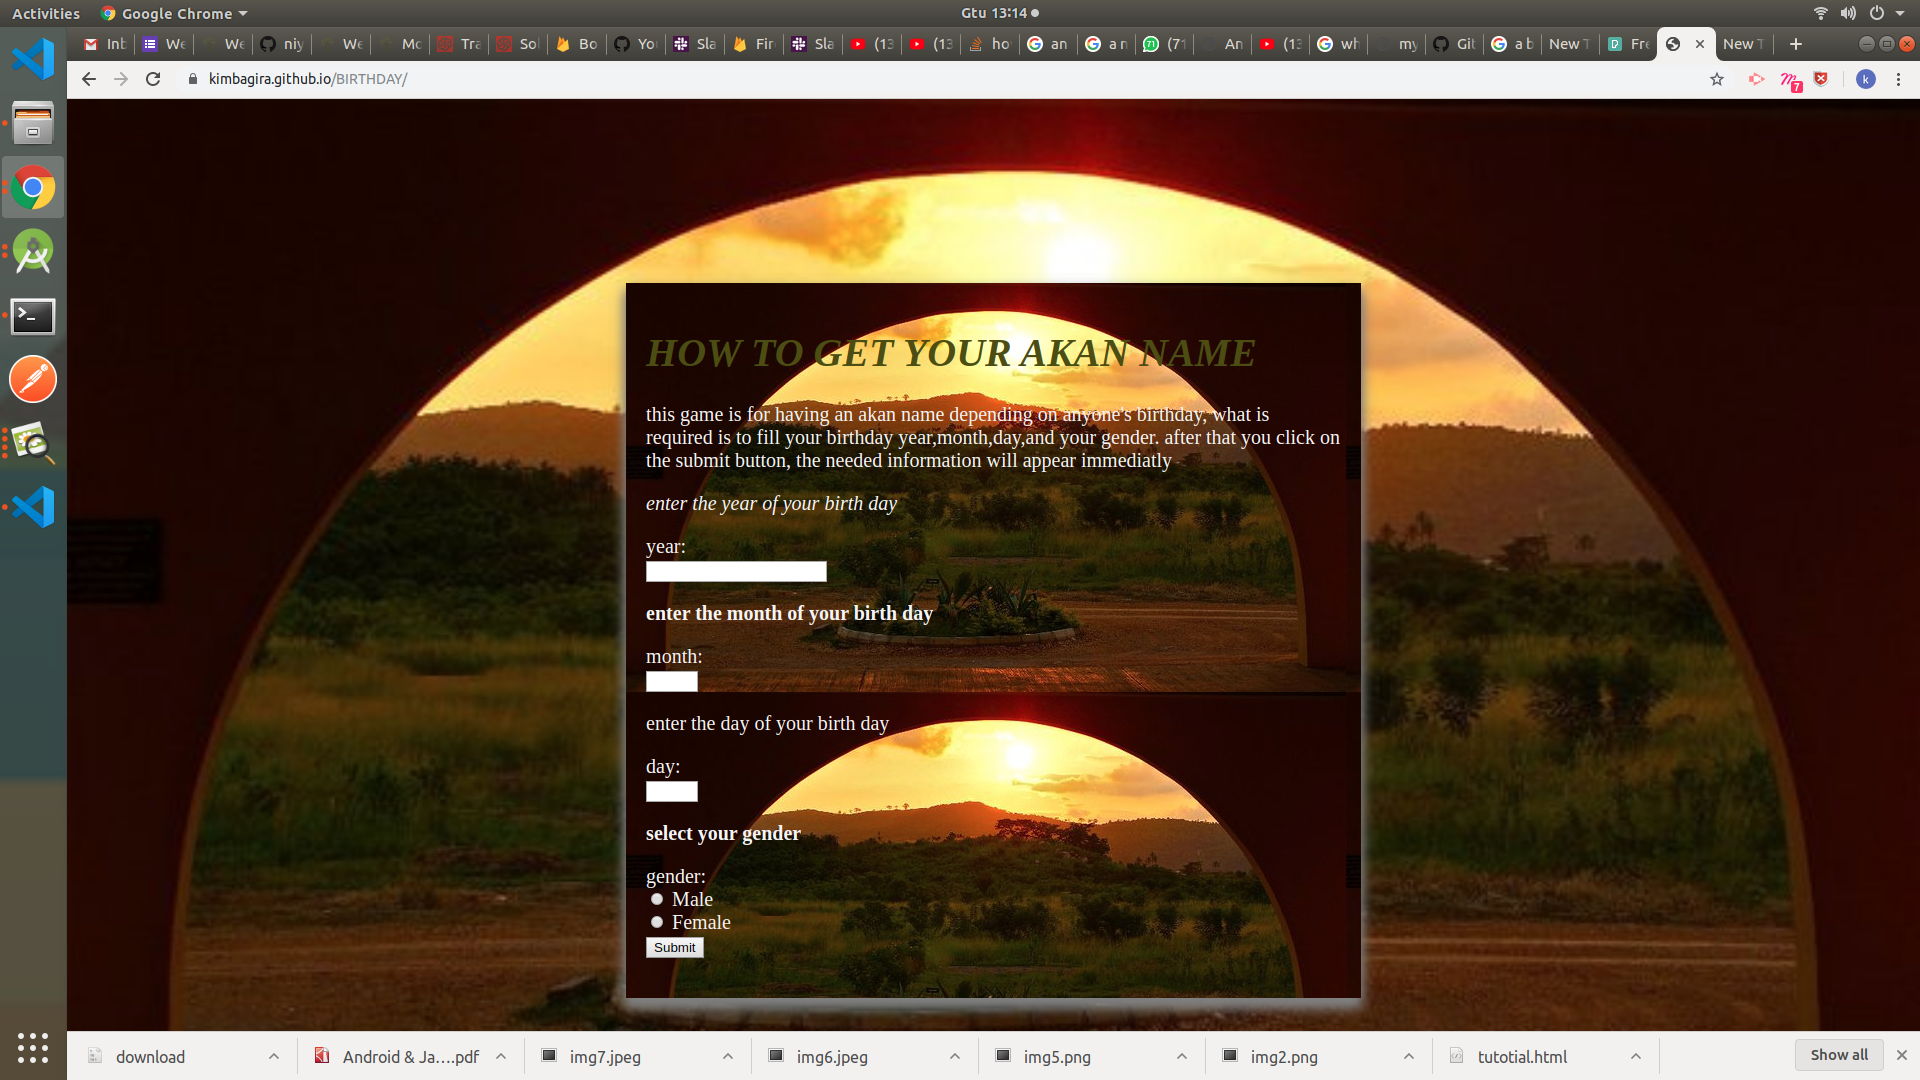 Activities Google Chrome Gtu 13:14
Inb We We niy We Mo Tra Sol Bo You Sla Fire Sla (13 (13 ho an a n (71 An (13 wh my Git a b New T Fre New T
kimbagira.github.io/BIRTHDAY/ 7 k
HOW TO GET YOUR AKAN NAME
this game is for having an akan name depending on anyone's birthday, what is
required is to fill your birthday year,month,day,and your gender. after that you click on
the submit button, the needed information will appear immediatly
enter the year of your birth day
year:
enter the month of your birth day
month:
enter the day of your birth day
day:
select your gender
gender:
Male
Female
Submit
download Android & Ja....pdf img7.jpeg img6.jpeg img5.png img2.png tutotial.html Show all